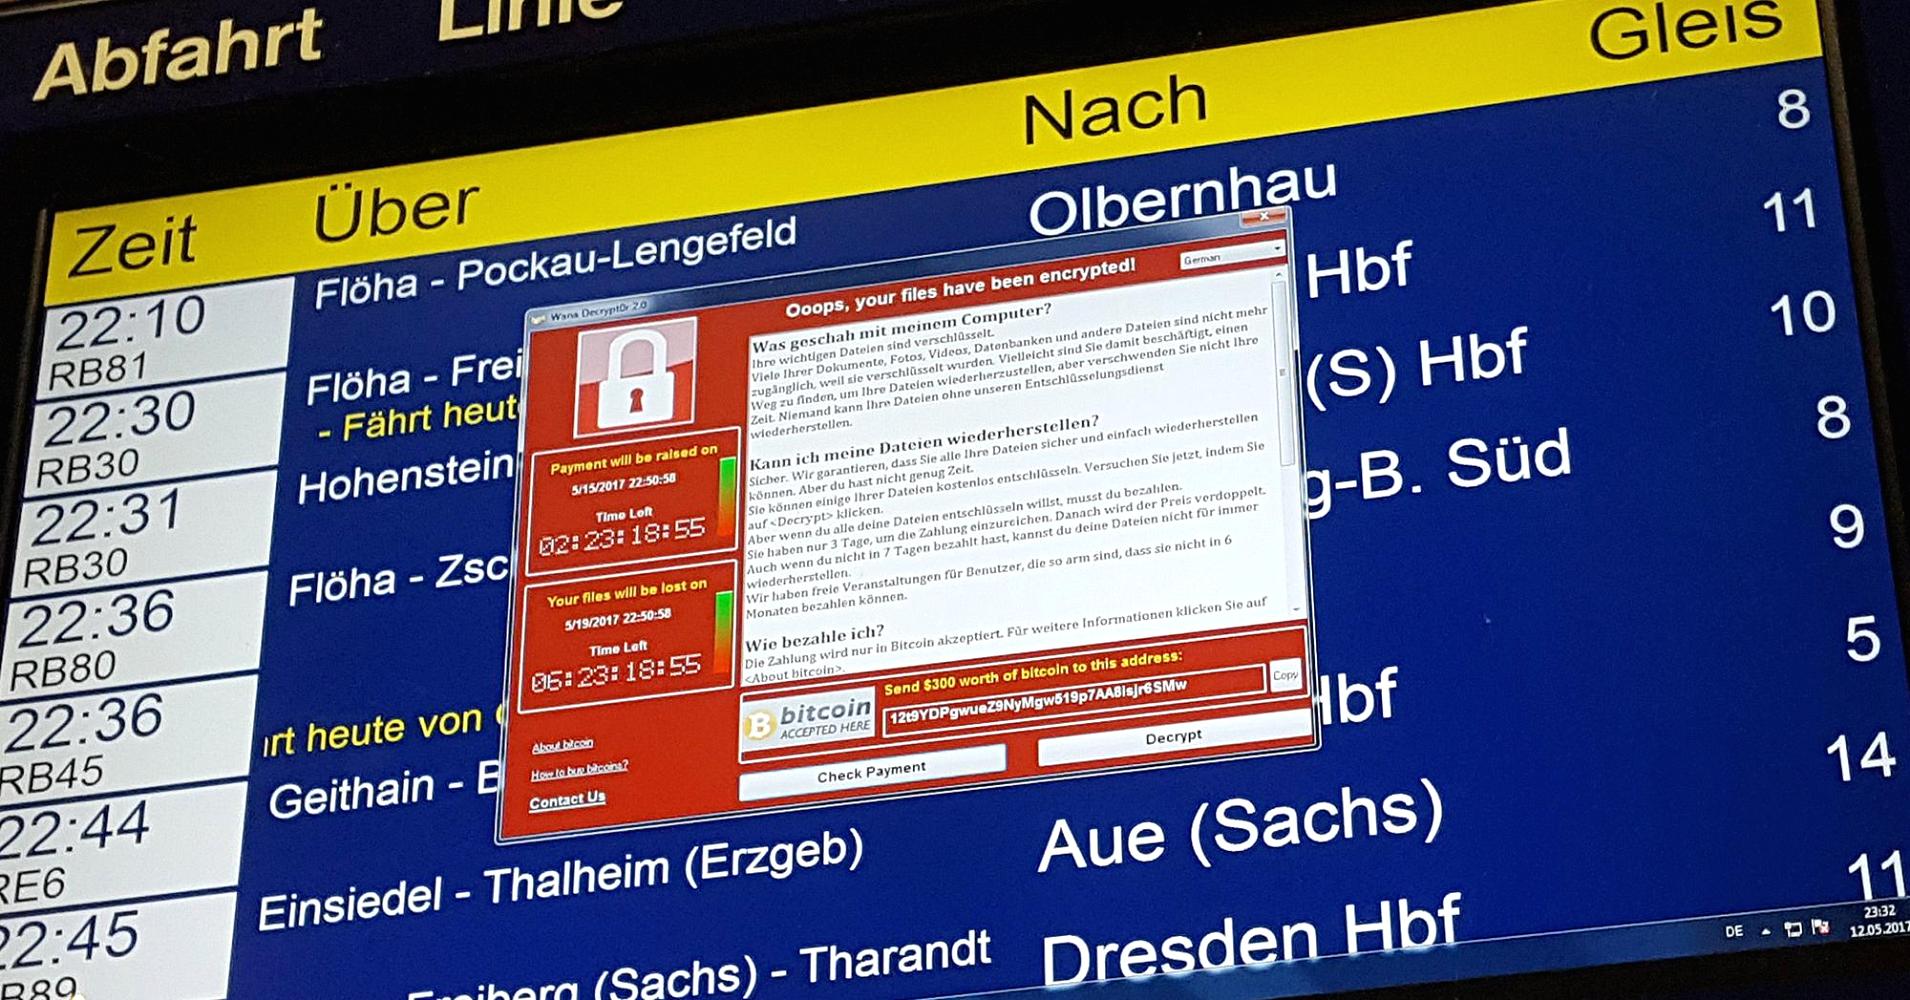 Abfahrt Linie
Zeit Über Nach Gleis
22:10 Flöha - Pockau-Lengefeld Olbernhau 8
RB81
22:30 Flöha - Frei Hbf 11
RB30 - Fährt heut
22:31 Hohenstein (S) Hbf 10
RB30
22:36 Flöha - Zsc g-B. Süd 8
RB80
22:36 9
RB45 rt heute von
22:44 Geithain - B Hbf 5
RE6
22:45 Einsiedel - Thalheim (Erzgeb) Aue (Sachs) 14
B89
Freiberg (Sachs) - Tharandt Dresden Hbf 11
Wana Decrypt0r 2.0
Ooops, your files have been encrypted!
German
Payment will be raised on
5/15/2017 22:50:58
Time Left
02:23:18:55
Your files will be lost on
5/19/2017 22:50:58
Time Left
06:23:18:55
About bitcoin
How to buy bitcoins?
Contact Us
Was geschah mit meinem Computer?
Ihre wichtigen Dateien sind verschlüsselt.
Viele Ihrer Dokumente, Fotos, Videos, Datenbanken und andere Dateien sind nicht mehr
zugänglich, weil sie verschlüsselt wurden. Vielleicht sind Sie damit beschäftigt, einen
Weg zu finden, um Ihre Dateien wiederherzustellen, aber verschwenden Sie nicht Ihre
Zeit. Niemand kann Ihre Dateien ohne unseren Entschlüsselungsdienst
wiederherstellen.
Kann ich meine Dateien wiederherstellen?
Sicher. Wir garantieren, dass Sie alle Ihre Dateien sicher und einfach wiederherstellen
können. Aber du hast nicht genug Zeit.
Sie können einige Ihrer Dateien kostenlos entschlüsseln. Versuchen Sie jetzt, indem Sie
auf <Decrypt> klicken.
Aber wenn du alle deine Dateien entschlüsseln willst, musst du bezahlen.
Sie haben nur 3 Tage, um die Zahlung einzureichen. Danach wird der Preis verdoppelt.
Auch wenn du nicht in 7 Tagen bezahlt hast, kannst du deine Dateien nicht für immer
wiederherstellen.
Wir haben freie Veranstaltungen für Benutzer, die so arm sind, dass sie nicht in 6
Monaten bezahlen können.
Wie bezahle ich?
Die Zahlung wird nur in Bitcoin akzeptiert. Für weitere Informationen klicken Sie auf
<About bitcoin>.
bitcoin
ACCEPTED HERE
Send $300 worth of bitcoin to this address:
12t9YDPgwueZ9NyMgw519p7AA8isjr6SMw
Copy
Check Payment
Decrypt
DE
23:32
12.05.2017